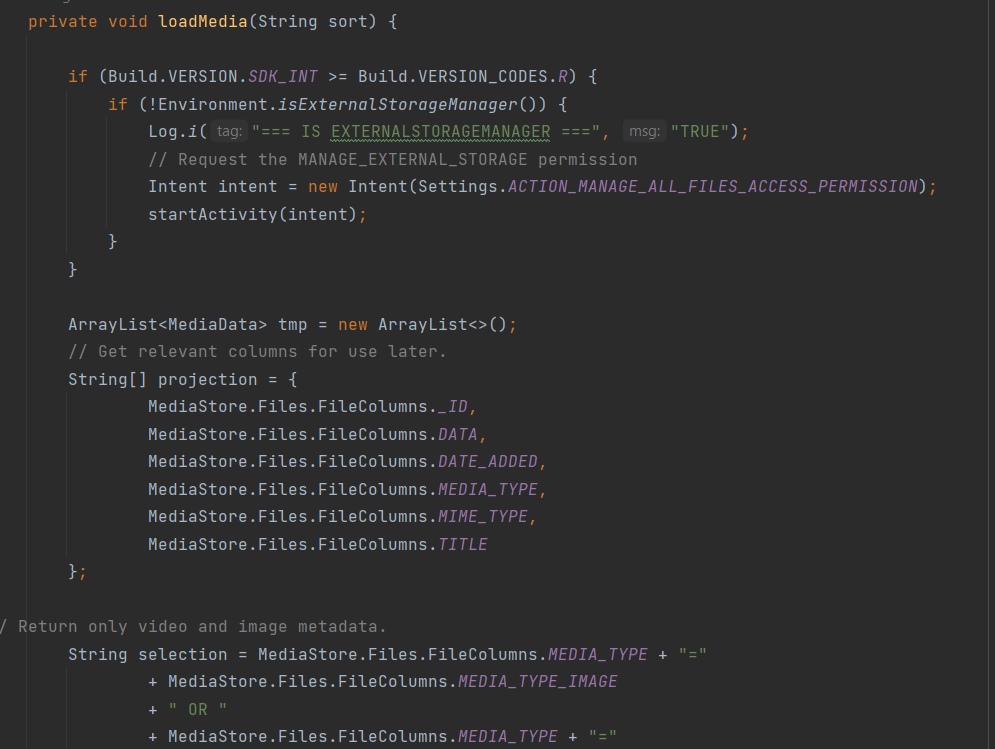 private void loadMedia(String sort) {
if (Build.VERSION.SDK_INT >= Build.VERSION_CODES.R) {
if (!Environment.isExternalStorageManager()) {
Log.i( tag: "=== IS EXTERNALSTORAGEMANAGER ===", msg: "TRUE");
// Request the MANAGE_EXTERNAL_STORAGE permission
Intent intent = new Intent(Settings.ACTION_MANAGE_ALL_FILES_ACCESS_PERMISSION);
startActivity(intent);
}
}
ArrayList<MediaData> tmp = new ArrayList<>();
// Get relevant columns for use later.
String[] projection = {
MediaStore.Files.FileColumns._ID,
MediaStore.Files.FileColumns.DATA,
MediaStore.Files.FileColumns.DATE_ADDED,
MediaStore.Files.FileColumns.MEDIA_TYPE,
MediaStore.Files.FileColumns.MIME_TYPE,
MediaStore.Files.FileColumns.TITLE
};
/ Return only video and image metadata.
String selection = MediaStore.Files.FileColumns.MEDIA_TYPE + "="
+ MediaStore.Files.FileColumns.MEDIA_TYPE_IMAGE
+ " OR "
+ MediaStore.Files.FileColumns.MEDIA_TYPE + "="